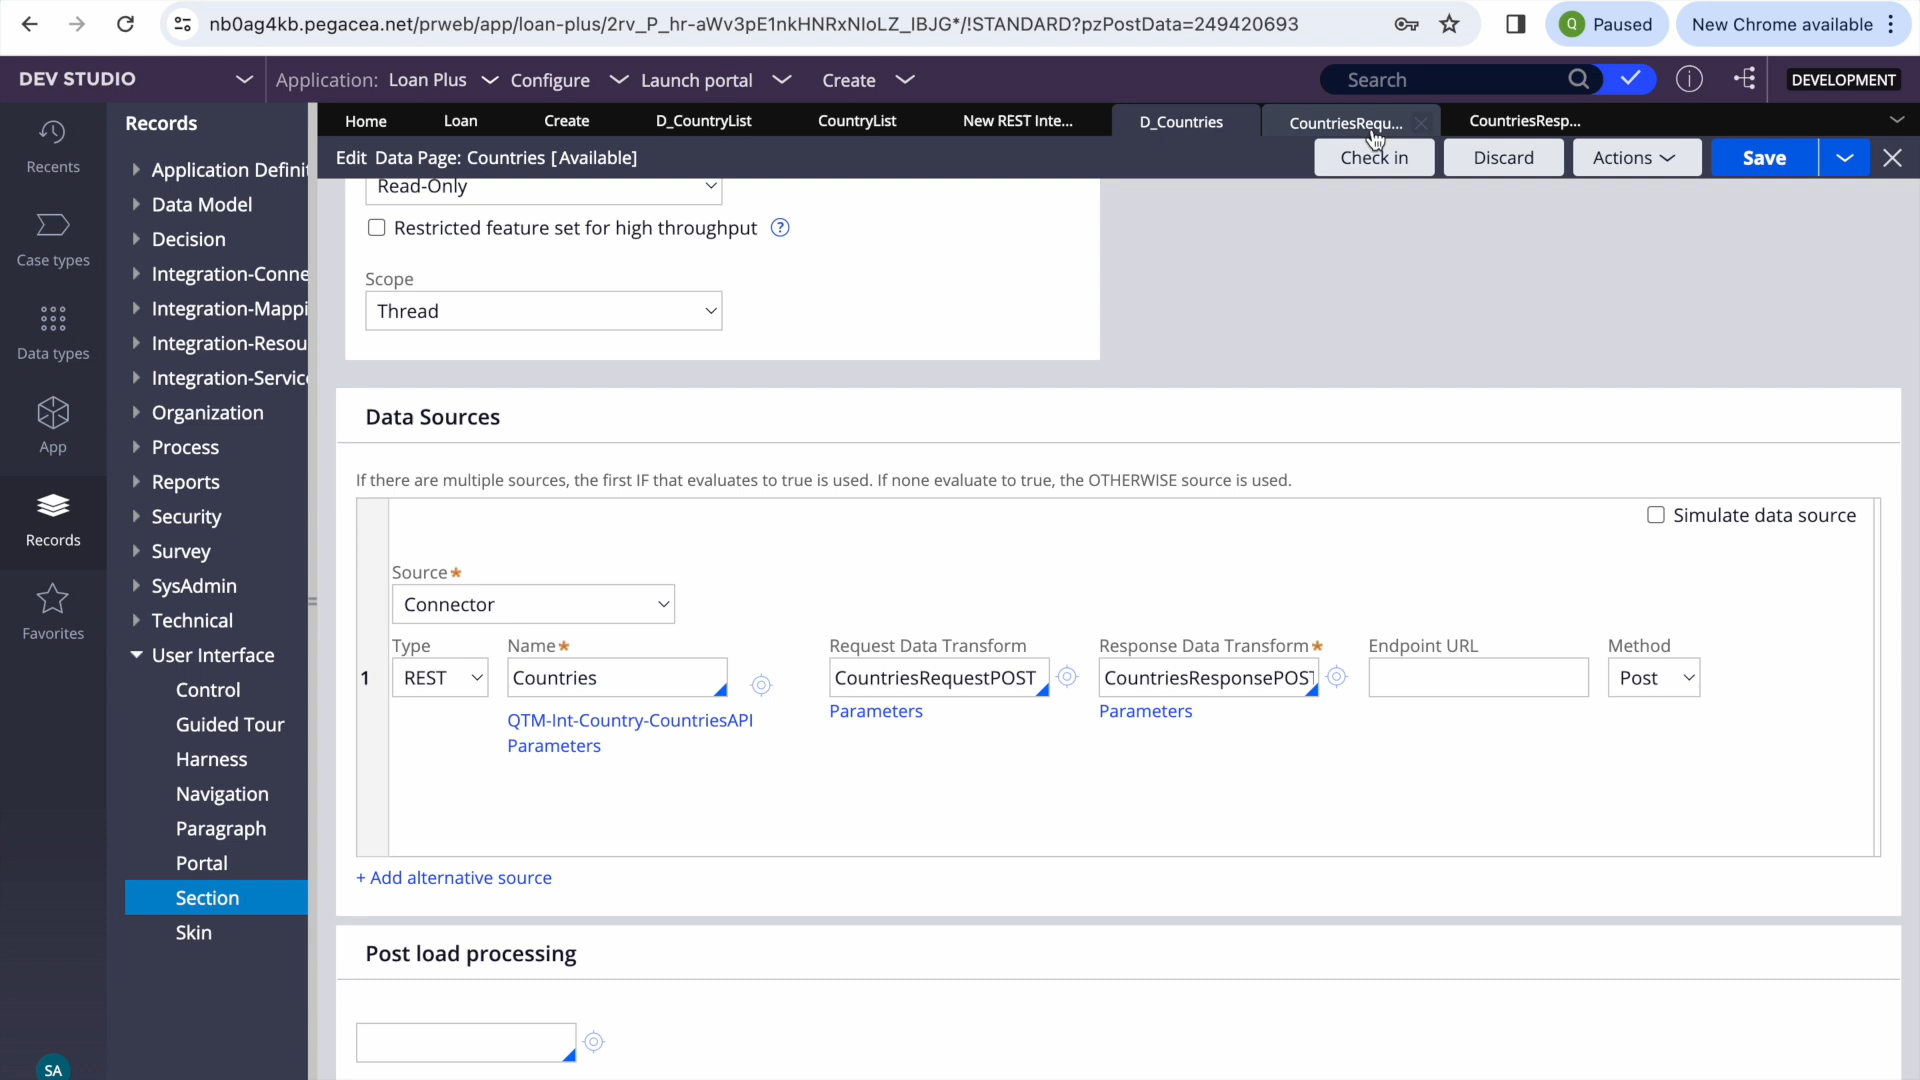 nb0ag4kb.pegacea.net/prweb/app/loan-plus/2rv_P_hr-aWv3pE1nkHNRxNIoLZ_IBJG*/!STANDARD?pzPostData=249420693
Q Paused
New Chrome available
DEV STUDIO
Application: Loan Plus
Configure
Launch portal
Create
Search
DEVELOPMENT
Recents
Case types
Data types
App
Records
Favorites
SA
Records
Application Definit
Data Model
Decision
Integration-Conne
Integration-Mappi
Integration-Resou
Integration-Servic
Organization
Process
Reports
Security
Survey
SysAdmin
Technical
User Interface
Control
Guided Tour
Harness
Navigation
Paragraph
Portal
Section
Skin
Home
Loan
Create
D_CountryList
CountryList
New REST Inte...
D_Countries
CountriesRequ...
CountriesResp...
Edit Data Page: Countries [Available]
Check in
Discard
Actions
Save
Read-Only
Restricted feature set for high throughput ?
Scope
Thread
Data Sources
If there are multiple sources, the first IF that evaluates to true is used. If none evaluate to true, the OTHERWISE source is used.
Simulate data source
Source*
Connector
Type Name* Request Data Transform Response Data Transform* Endpoint URL Method
1 REST Countries CountriesRequestPOST CountriesResponsePOST Post
QTM-Int-Country-CountriesAPI
Parameters
Parameters
Parameters
+ Add alternative source
Post load processing